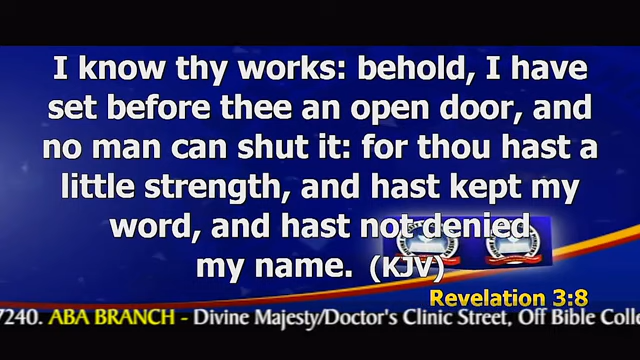 I know thy works: behold, I have
set before thee an open door, and
no man can shut it: for thou hast a
little strength, and hast kept my
word, and hast not denied
my name. (KJV)
Revelation 3:8
7240. ABA BRANCH - Divine Majesty/Doctor's Clinic Street, Off Bible Colle